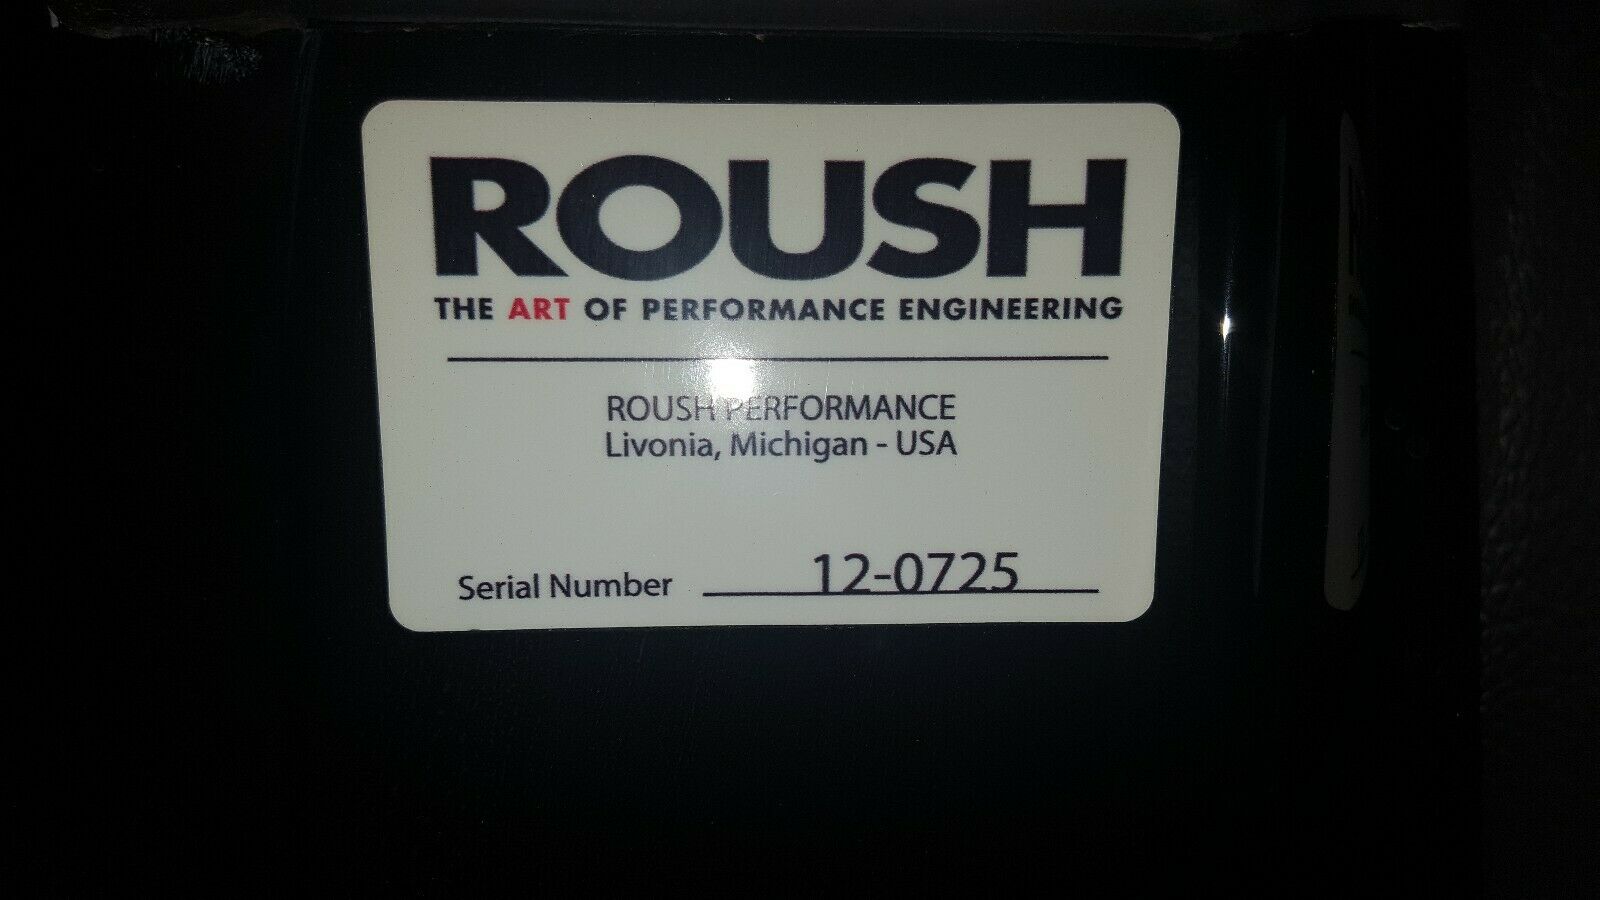 ROUSH
THE ART OF PERFORMANCE ENGINEERING
ROUSH PERFORMANCE
Livonia, Michigan - USA
Serial Number 12-0725